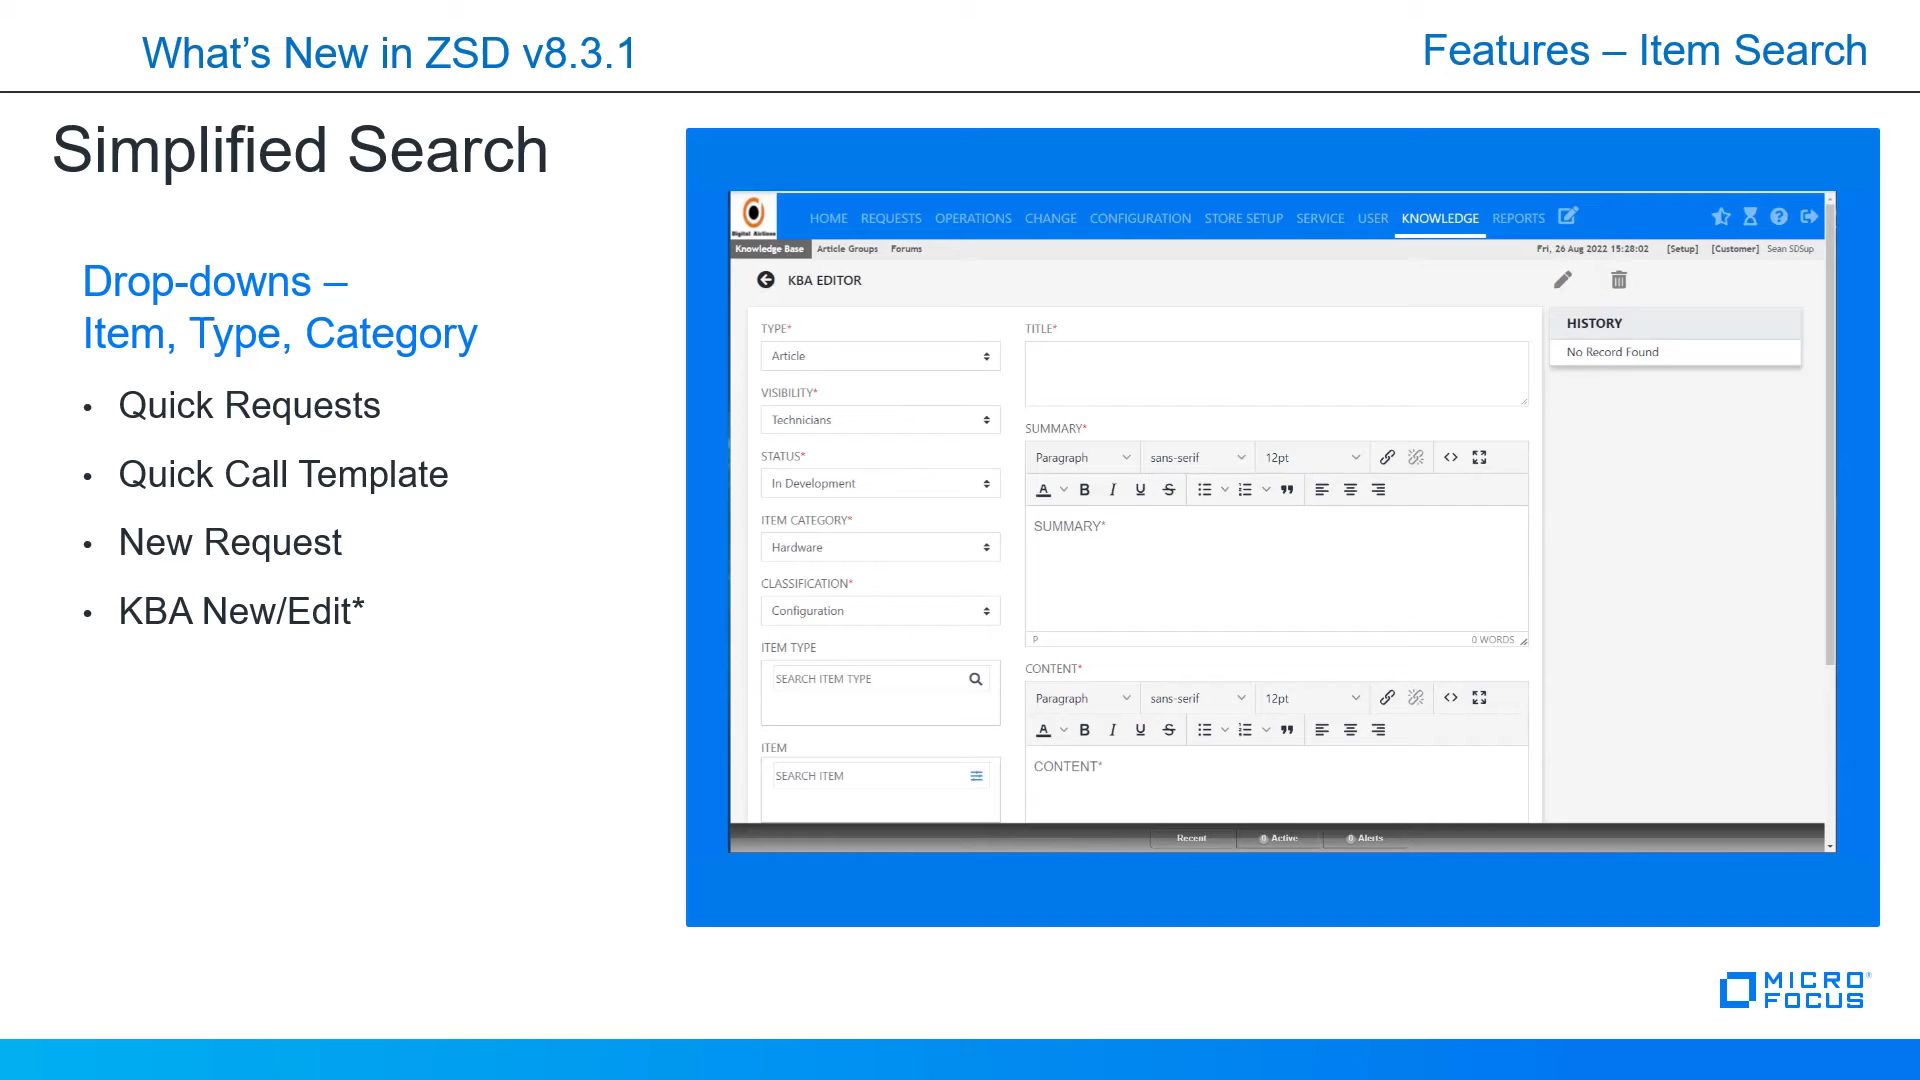 What’s New in ZSD v8.3.1
Features – Item Search
Simplified Search
Drop-downs –
Item, Type, Category
• Quick Requests
• Quick Call Template
• New Request
• KBA New/Edit*
Digital Airlines
HOME REQUESTS OPERATIONS CHANGE CONFIGURATION STORE SETUP SERVICE USER KNOWLEDGE REPORTS
Knowledge Base Article Groups Forums
Fri, 26 Aug 2022 15:28:02 [Setup] [Customer] Sean SDSup
KBA EDITOR
TYPE*
Article
VISIBILITY*
Technicians
STATUS*
In Development
ITEM CATEGORY*
Hardware
CLASSIFICATION*
Configuration
ITEM TYPE
SEARCH ITEM TYPE
ITEM
SEARCH ITEM
TITLE*
SUMMARY*
Paragraph sans-serif 12pt
A B I U S
SUMMARY*
P 0 WORDS
CONTENT*
Paragraph sans-serif 12pt
A B I U S
CONTENT*
HISTORY
No Record Found
Recent 0 Active 0 Alerts
MICRO
FOCUS®